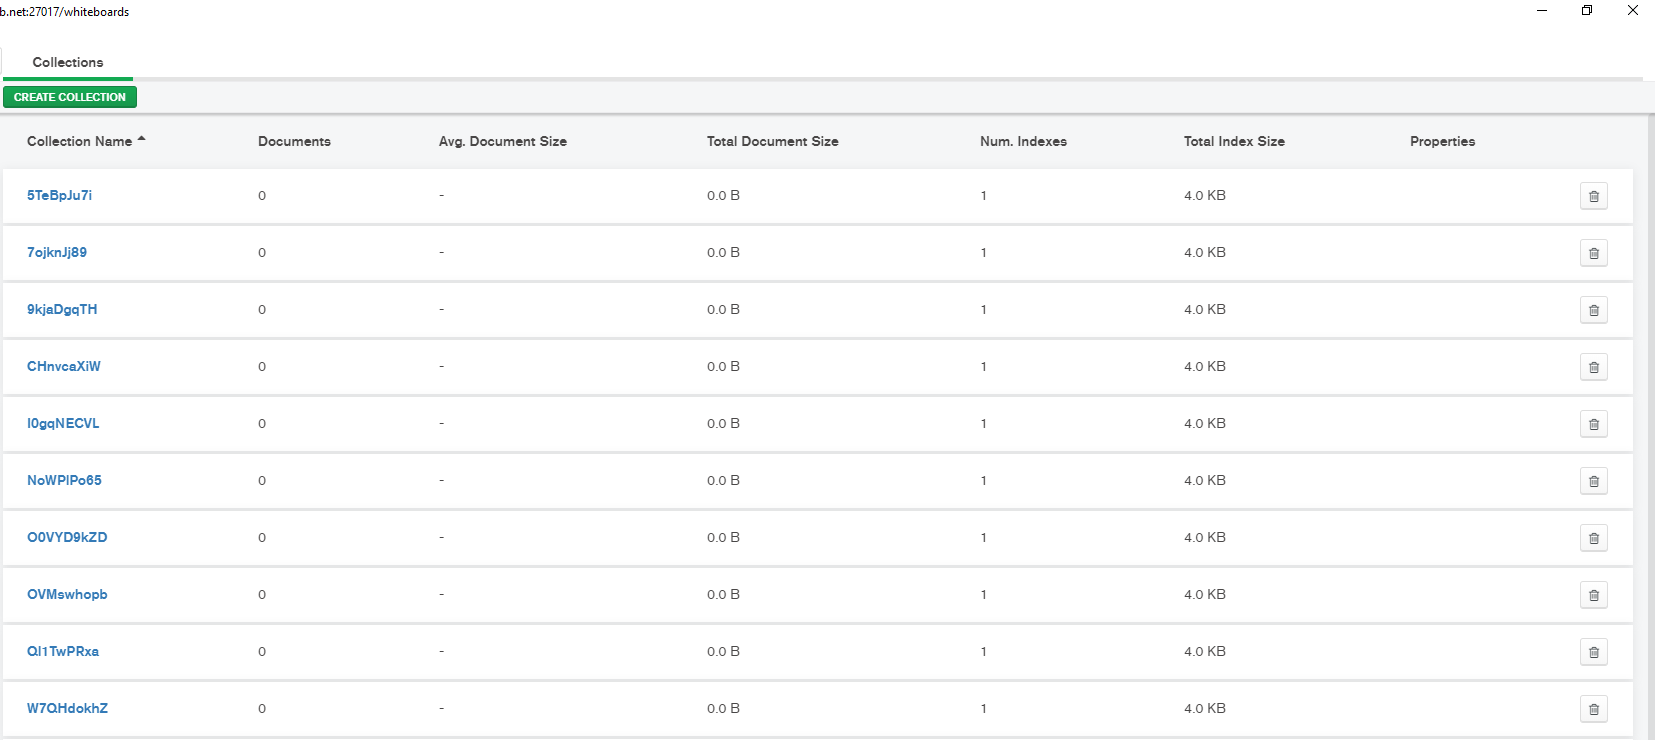 b.net:27017/whiteboards
Collections
CREATE COLLECTION
Collection Name Documents Avg. Document Size Total Document Size Num. Indexes Total Index Size Properties
5TeBpJu7i 0 - 0.0 B 1 4.0 KB
7ojknJj89 0 - 0.0 B 1 4.0 KB
9kjaDgqTH 0 - 0.0 B 1 4.0 KB
CHnvcaXiW 0 - 0.0 B 1 4.0 KB
I0gqNECVL 0 - 0.0 B 1 4.0 KB
NoWPlPo65 0 - 0.0 B 1 4.0 KB
O0VYD9kZD 0 - 0.0 B 1 4.0 KB
OVMswhopb 0 - 0.0 B 1 4.0 KB
Ql1TwPRxa 0 - 0.0 B 1 4.0 KB
W7QHdokhZ 0 - 0.0 B 1 4.0 KB